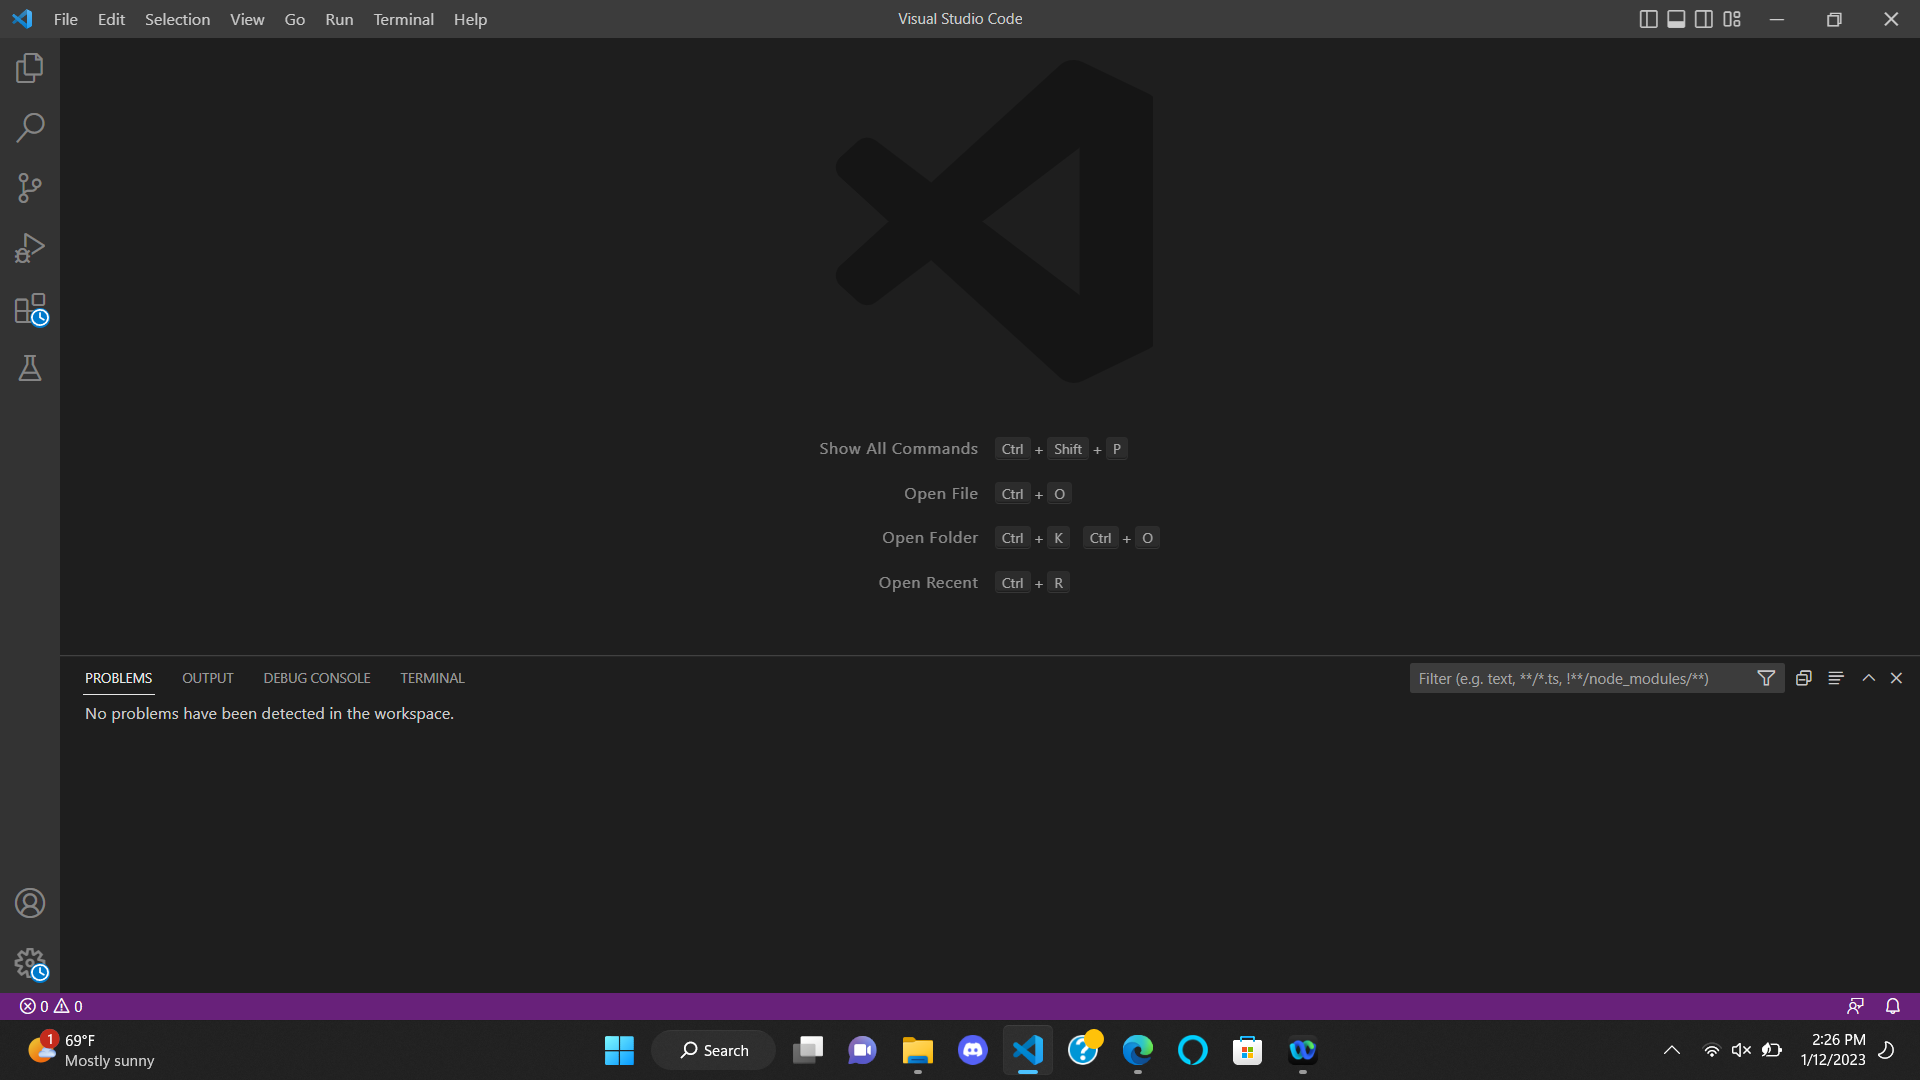 File Edit Selection View Go Run Terminal Help Visual Studio Code
Show All Commands Ctrl + Shift + P
Open File Ctrl + O
Open Folder Ctrl + K Ctrl + O
Open Recent Ctrl + R
PROBLEMS OUTPUT DEBUG CONSOLE TERMINAL Filter (e.g. text, **/*.ts, !**/node_modules/**)
No problems have been detected in the workspace.
0 0
1 69°F
Mostly sunny
Search
2:26 PM
1/12/2023